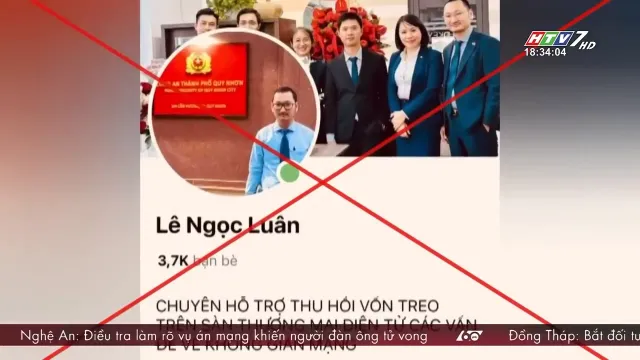 HTV7 HD
18:34:04
CÔNG AN THÀNH PHỐ QUY NHƠN
Lê Ngọc Luân
3,7K bạn bè
CHUYÊN HỖ TRỢ THU HỒI VỐN TREO
TRÊN SÀN THƯƠNG MẠI ĐIỆN TỬ CÁC VẤN
ĐỀ VỀ KHÔNG GIAN MẠNG
Nghệ An: Điều tra làm rõ vụ án mạng khiến người đàn ông tử vong
60
Đồng Tháp: Bắt đối tư